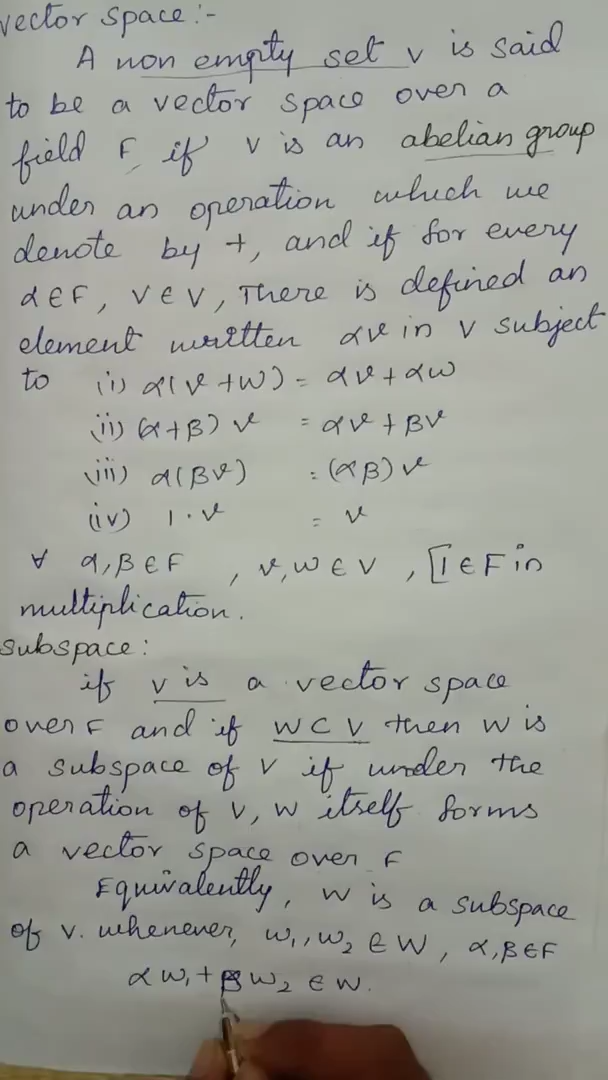 vector space:-
A non empty set v is said
to be a vector space over a
field F, if v is an abelian group
under an operation which we
denote by +, and if for every
α ∈ F, v ∈ V, There is defined an
element written αv in v subject
to (i) α(v + w) = αv + αw
(ii) (α + β) v = αv + βv
(iii) α(βv) = (αβ) v
(iv) 1 · v = v
∀ α, β ∈ F , v, w ∈ V , [1 ∈ F in
multiplication.
subspace:
if v is a vector space
over F and if W ⊂ V then W is
a subspace of V if under the
operation of V, W itself forms
a vector space over F
Equivalently, W is a subspace
of V. whenever, w₁, w₂ ∈ W, α, β ∈ F
αw₁ + βw₂ ∈ W.